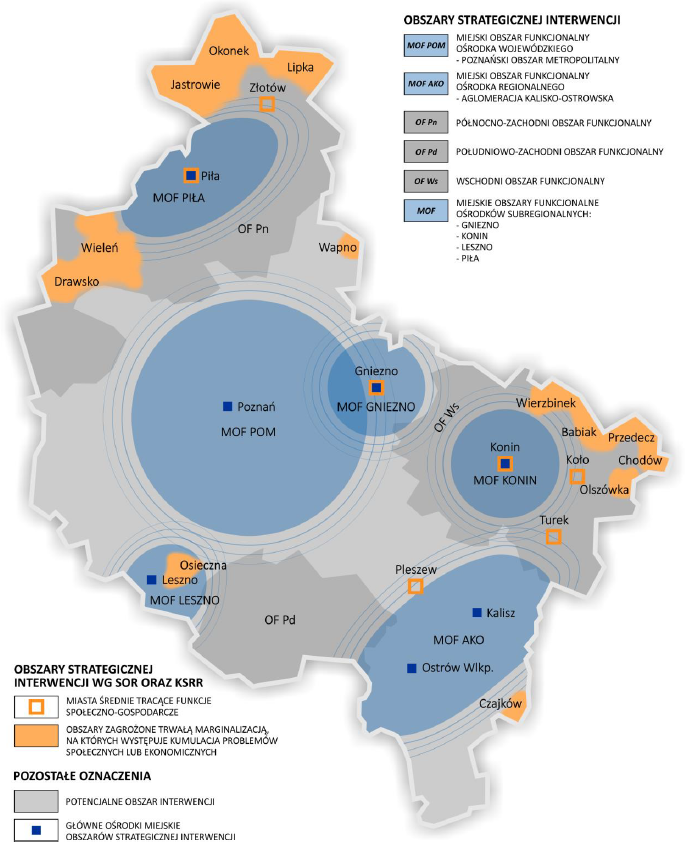 OBSZARY STRATEGICZNEJ INTERWENCJI
MOF POM
MIEJSKI OBSZAR FUNKCJONALNY
OŚRODKA WOJEWÓDZKIEGO
- POZNAŃSKI OBSZAR METROPOLITALNY
MOF AKO
MIEJSKI OBSZAR FUNKCJONALNY
OŚRODKA REGIONALNEGO
- AGLOMERACJA KALISKO-OSTROWSKA
OF Pn
PÓŁNOCNO-ZACHODNI OBSZAR FUNKCJONALNY
OF Pd
POŁUDNIOWO-ZACHODNI OBSZAR FUNKCJONALNY
OF Ws
WSCHODNI OBSZAR FUNKCJONALNY
MOF
MIEJSKIE OBSZARY FUNKCJONALNE
OŚRODKÓW SUBREGIONALNYCH:
- GNIEZNO
- KONIN
- LESZNO
- PIŁA
Okonek
Lipka
Jastrowie
Złotów
Piła
MOF PIŁA
OF Pn
Wieleń
Wapno
Drawsko
Gniezno
Poznań
MOF GNIEZNO
MOF POM
OF Ws
Wierzbinek
Babiak
Przedecz
Konin
Koło
Chodów
MOF KONIN
Olszówka
Turek
Osieczna
Pleszew
Leszno
MOF LESZNO
OF Pd
Kalisz
MOF AKO
Ostrów Wlkp.
Czajków
OBSZARY STRATEGICZNEJ
INTERWENCJI WG SOR ORAZ KSRR
MIASTA ŚREDNIE TRACĄCE FUNKCJE
SPOŁECZNO-GOSPODARCZE
OBSZARY ZAGROŻONE TRWAŁĄ MARGINALIZACJĄ,
NA KTÓRYCH WYSTĘPUJE KUMULACJA PROBLEMÓW
SPOŁECZNYCH LUB EKONOMICZNYCH
POZOSTAŁE OZNACZENIA
POTENCJALNE OBSZAR INTERWENCJI
GŁÓWNE OŚRODKI MIEJSKIE
OBSZARÓW STRATEGICZNEJ INTERWENCJI